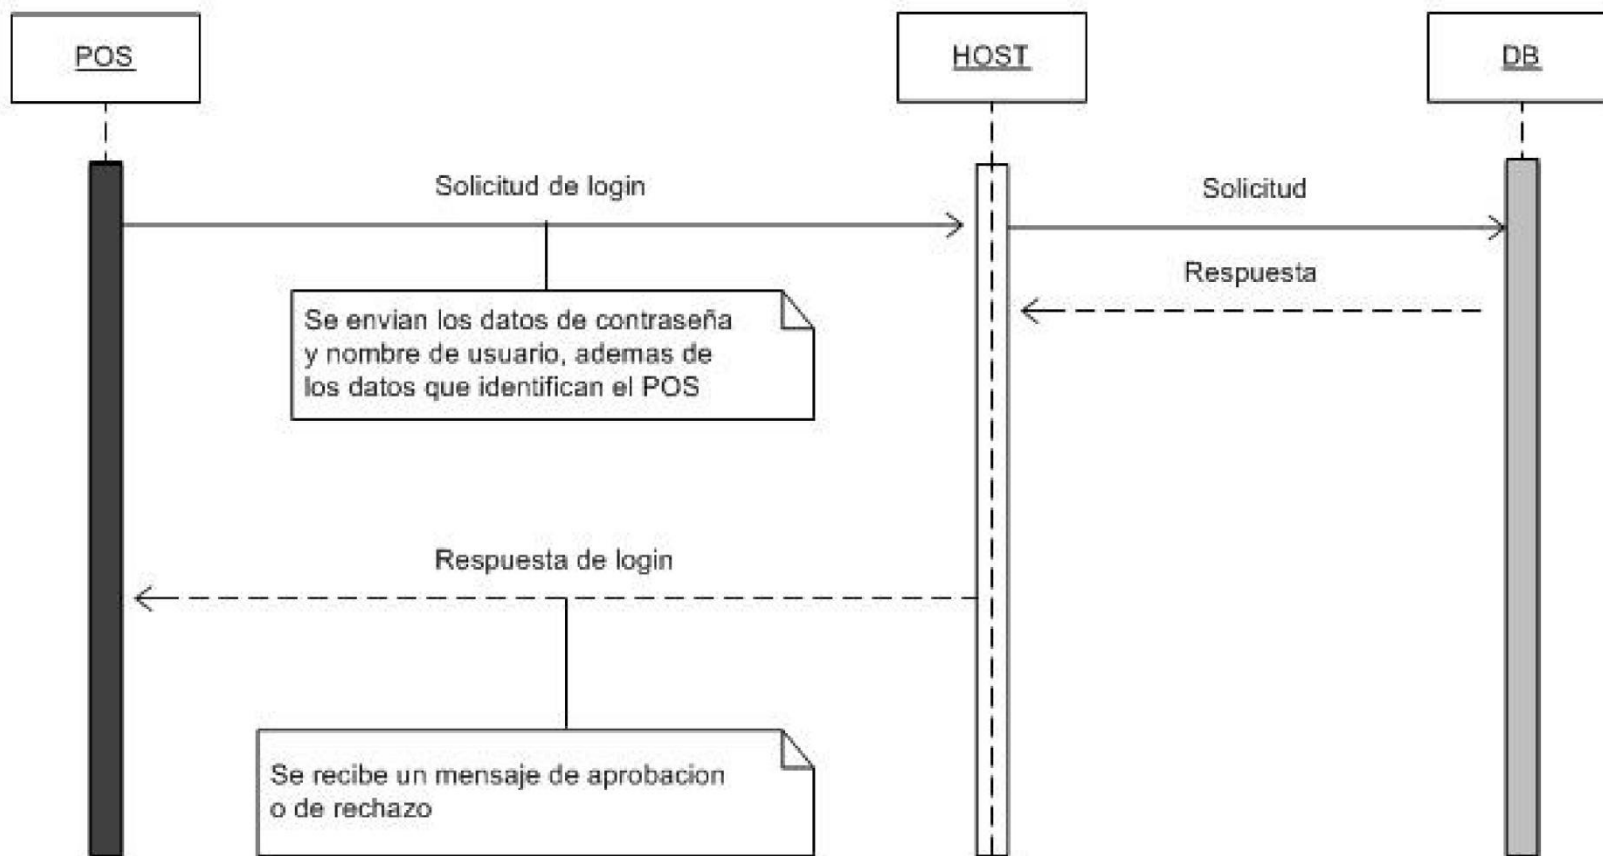 POS
HOST
DB
Solicitud de login
Solicitud
Respuesta
Se envian los datos de contraseña
y nombre de usuario, ademas de
los datos que identifican el POS
Respuesta de login
Se recibe un mensaje de aprobacion
o de rechazo